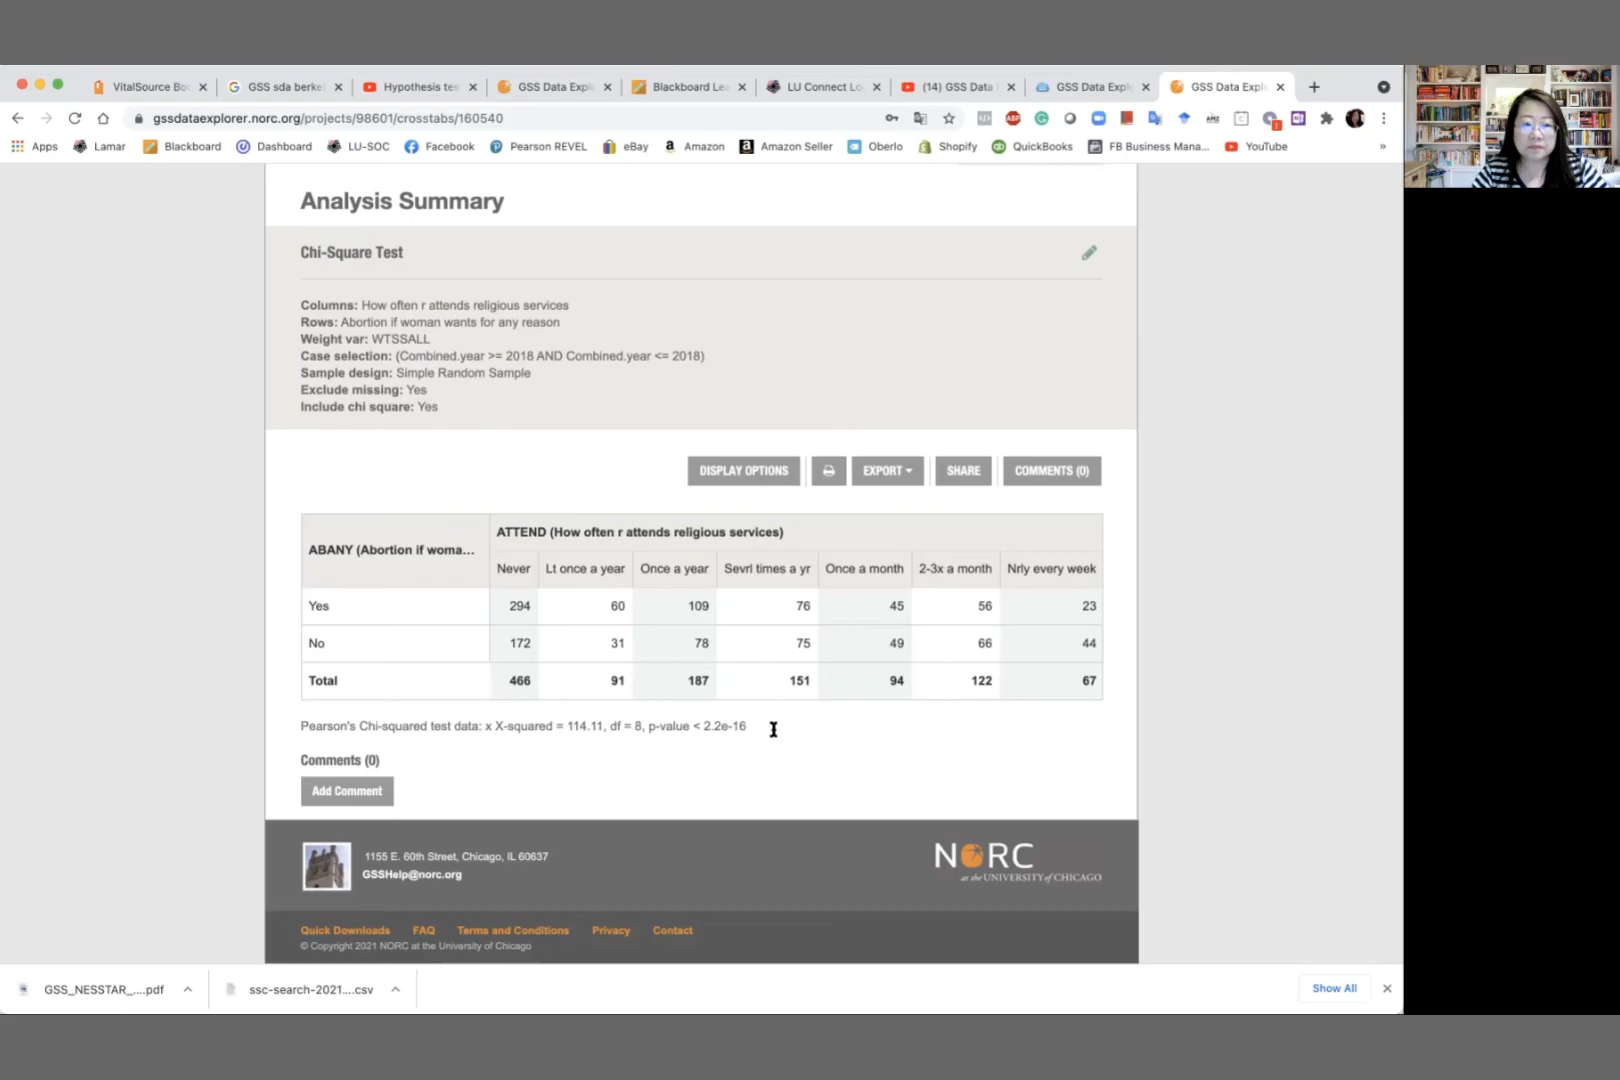 VitalSource Bo
GSS sda berke
Hypothesis tes
GSS Data Expl
Blackboard Lea
LU Connect Lo
(14) GSS Data
GSS Data Expl
GSS Data Expl
gssdataexplorer.norc.org/projects/98601/crosstabs/160540
ABP
Apps
Lamar
Blackboard
Dashboard
LU-SOC
Facebook
Pearson REVEL
eBay
Amazon
Amazon Seller
Oberlo
Shopify
QuickBooks
FB Business Mana...
YouTube
»
Analysis Summary
Chi-Square Test
Columns: How often r attends religious services
Rows: Abortion if woman wants for any reason
Weight var: WTSSALL
Case selection: (Combined.year >= 2018 AND Combined.year <= 2018)
Sample design: Simple Random Sample
Exclude missing: Yes
Include chi square: Yes
DISPLAY OPTIONS
EXPORT
SHARE
COMMENTS (0)
ABANY (Abortion if woma...
ATTEND (How often r attends religious services)
Never Lt once a year Once a year Sevrl times a yr Once a month 2-3x a month Nrly every week
Yes 294 60 109 76 45 56 23
No 172 31 78 75 49 66 44
Total 466 91 187 151 94 122 67
Pearson's Chi-squared test data: x X-squared = 114.11, df = 8, p-value < 2.2e-16
Comments (0)
Add Comment
1155 E. 60th Street, Chicago, IL 60637
GSSHelp@norc.org
NORC
at the UNIVERSITY of CHICAGO
Quick Downloads FAQ Terms and Conditions Privacy Contact
© Copyright 2021 NORC at the University of Chicago
GSS_NESSTAR_....pdf
ssc-search-2021....csv
Show All